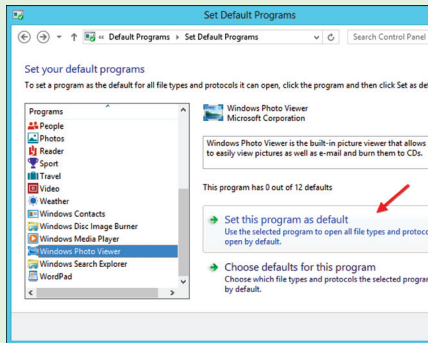 Set Default Programs
« Default Programs ▸ Set Default Programs
Search Control Panel
Set your default programs
To set a program as the default for all file types and protocols it can open, click the program and then click Set as def
Programs
People
Photos
Reader
Sport
Travel
Video
Weather
Windows Contacts
Windows Disc Image Burner
Windows Media Player
Windows Photo Viewer
Windows Search Explorer
WordPad
Windows Photo Viewer
Microsoft Corporation
Windows Photo Viewer is the built-in picture viewer that allows
to easily view pictures as well as e-mail and burn them to CDs.
This program has 0 out of 12 defaults
Set this program as default
Use the selected program to open all file types and protoco
open by default.
Choose defaults for this program
Choose which file types and protocols the selected program
by default.